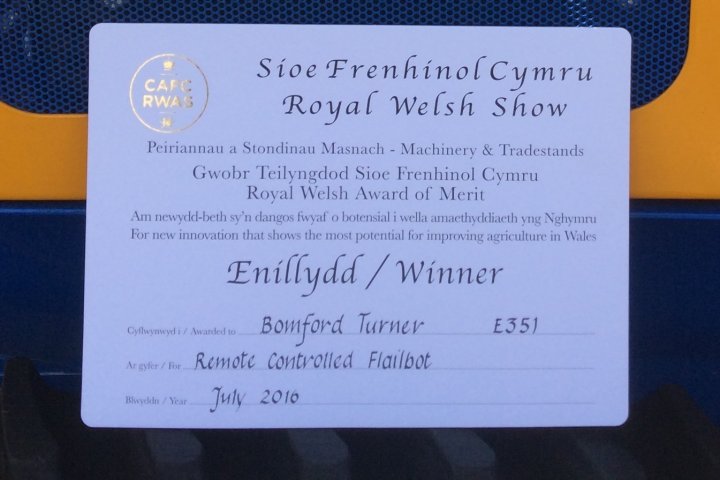 CAFC
RWAS
Sioe Frenhinol Cymru
Royal Welsh Show
Peiriannau a Stondinau Masnach - Machinery & Tradestands
Gwobr Teilyngdod Sioe Frenhinol Cymru
Royal Welsh Award of Merit
Am newydd-beth sy'n dangos fwyaf o botensial i wella amaethyddiaeth yng Nghymru
For new innovation that shows the most potential for improving agriculture in Wales
Enillydd / Winner
Cyflwynwyd i / Awarded to Bomford Turner E351
Ar gyfer / For Remote Controlled Flailbot
Blwyddn / Year July 2016